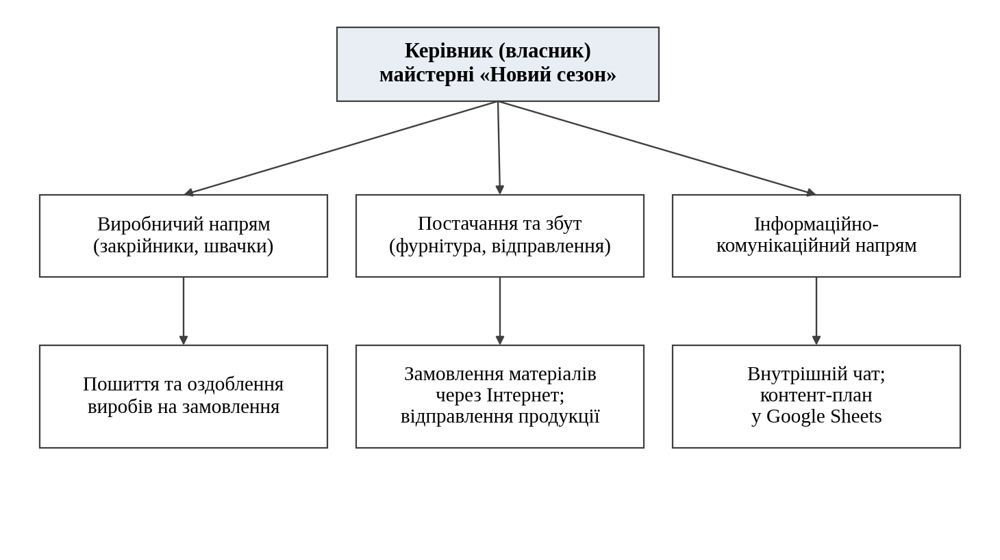 Керівник (власник)
майстерні «Новий сезон»
Виробничий напрям
(закрійники, швачки)
Постачання та збут
(фурнітура, відправлення)
Інформаційно-
комунікаційний напрям
Пошиття та оздоблення
виробів на замовлення
Замовлення матеріалів
через Інтернет;
відправлення продукції
Внутрішній чат;
контент-план
у Google Sheets